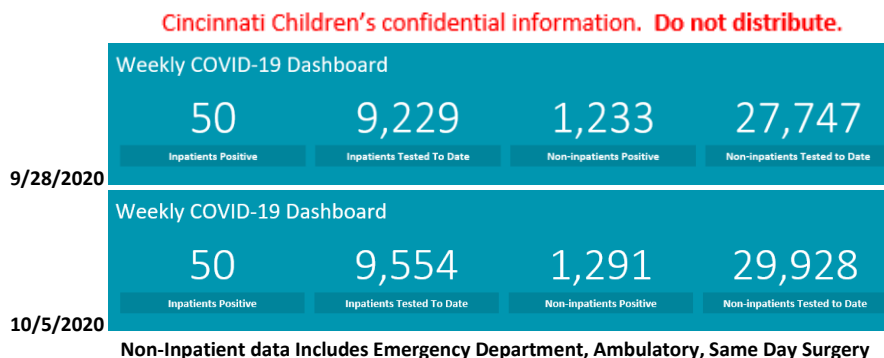 Cincinnati Children's confidential information. Do not distribute.
Weekly COVID-19 Dashboard
50 9,229 1,233 27,747
Inpatients Positive Inpatients Tested To Date Non-inpatients Positive Non-inpatients Tested to Date
9/28/2020
Weekly COVID-19 Dashboard
50 9,554 1,291 29,928
Inpatients Positive Inpatients Tested To Date Non-inpatients Positive Non-inpatients Tested to Date
10/5/2020
Non-Inpatient data Includes Emergency Department, Ambulatory, Same Day Surgery